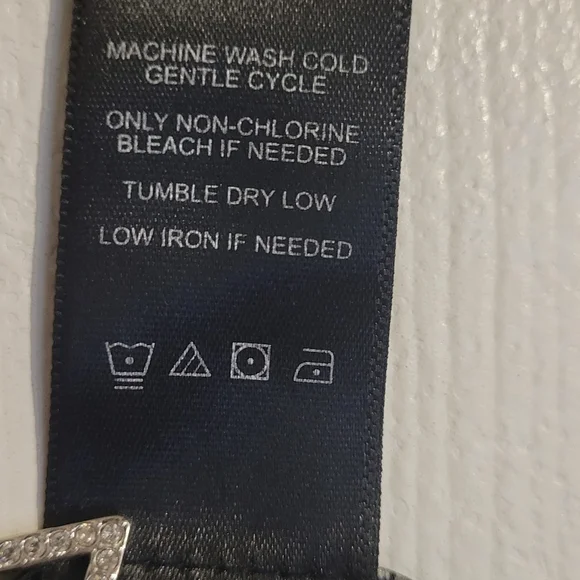 MACHINE WASH COLD
GENTLE CYCLE
ONLY NON-CHLORINE
BLEACH IF NEEDED
TUMBLE DRY LOW
LOW IRON IF NEEDED